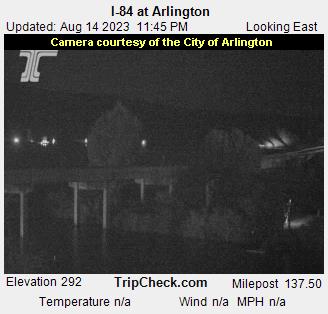 I-84 at Arlington
Updated: Aug 14 2023 11:45 PM Looking East
Camera courtesy of the City of Arlington
Elevation 292 TripCheck.com Milepost 137.50
Temperature n/a Wind n/a MPH n/a